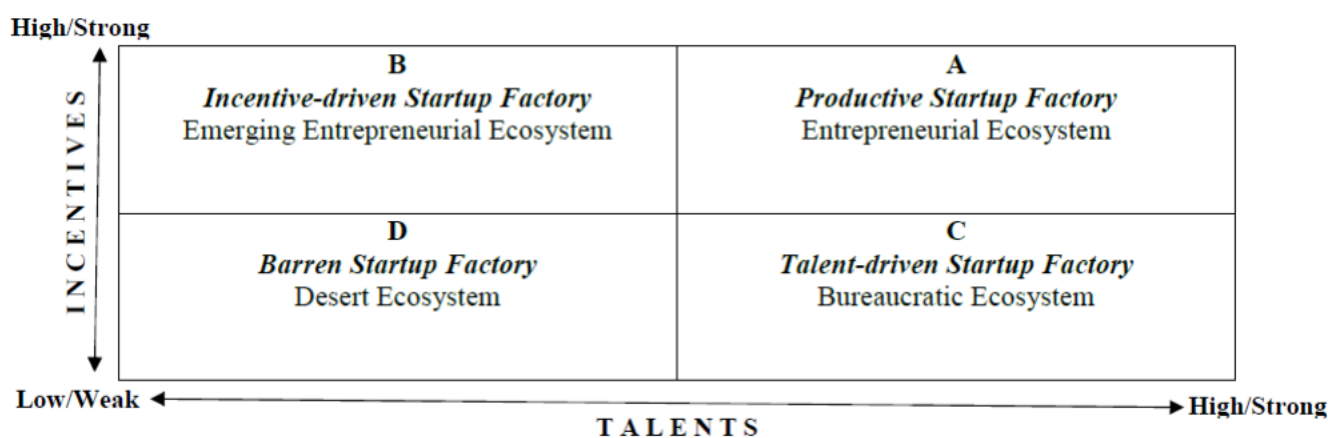 High/Strong
B
Incentive-driven Startup Factory
Emerging Entrepreneurial Ecosystem
A
Productive Startup Factory
Entrepreneurial Ecosystem
INCENTIVES
D
Barren Startup Factory
Desert Ecosystem
C
Talent-driven Startup Factory
Bureaucratic Ecosystem
Low/Weak
High/Strong
TALENTS